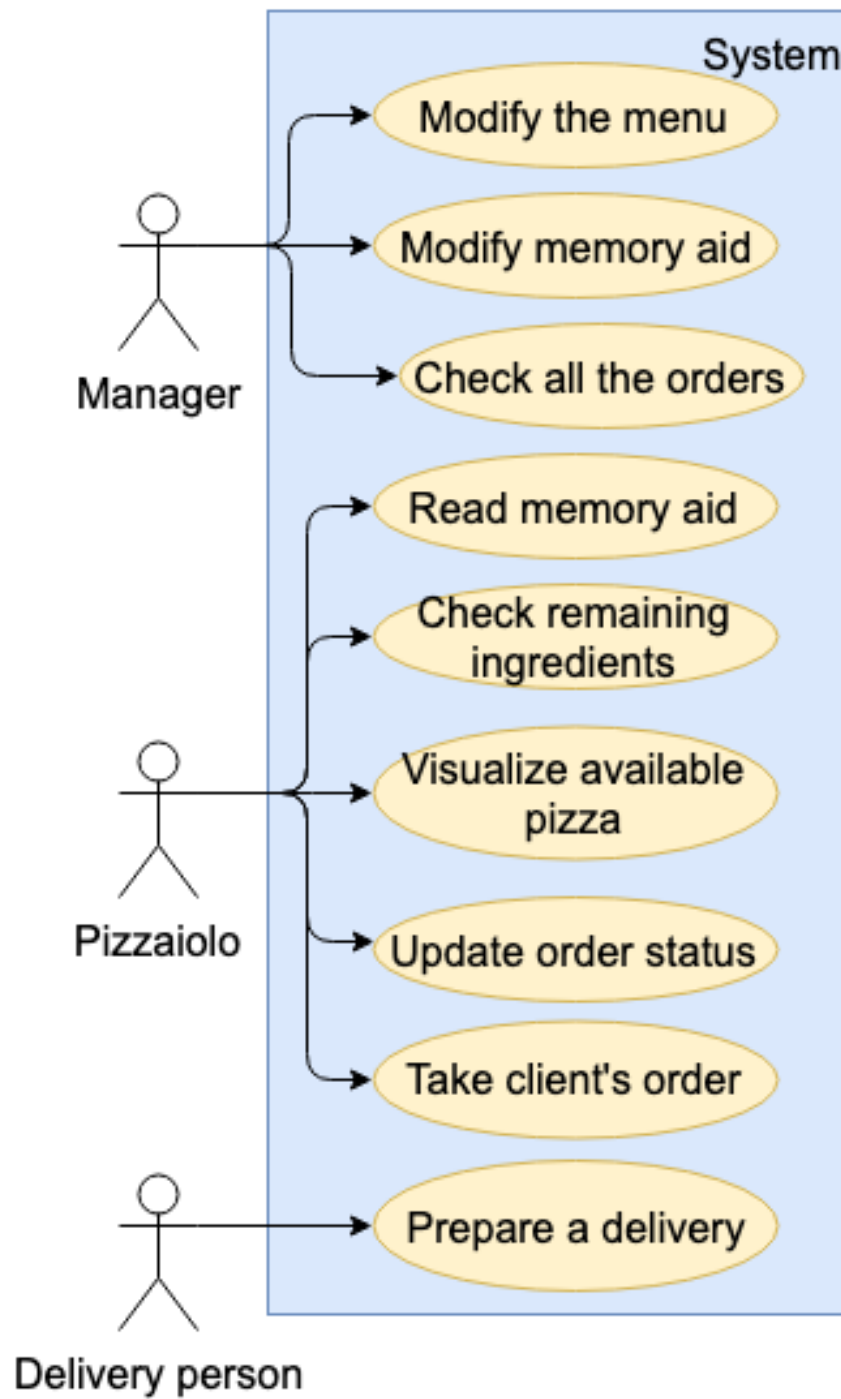 System
Modify the menu
Modify memory aid
Manager
Check all the orders
Read memory aid
Check remaining
ingredients
Visualize available
pizza
Pizzaiolo
Update order status
Take client's order
Prepare a delivery
Delivery person